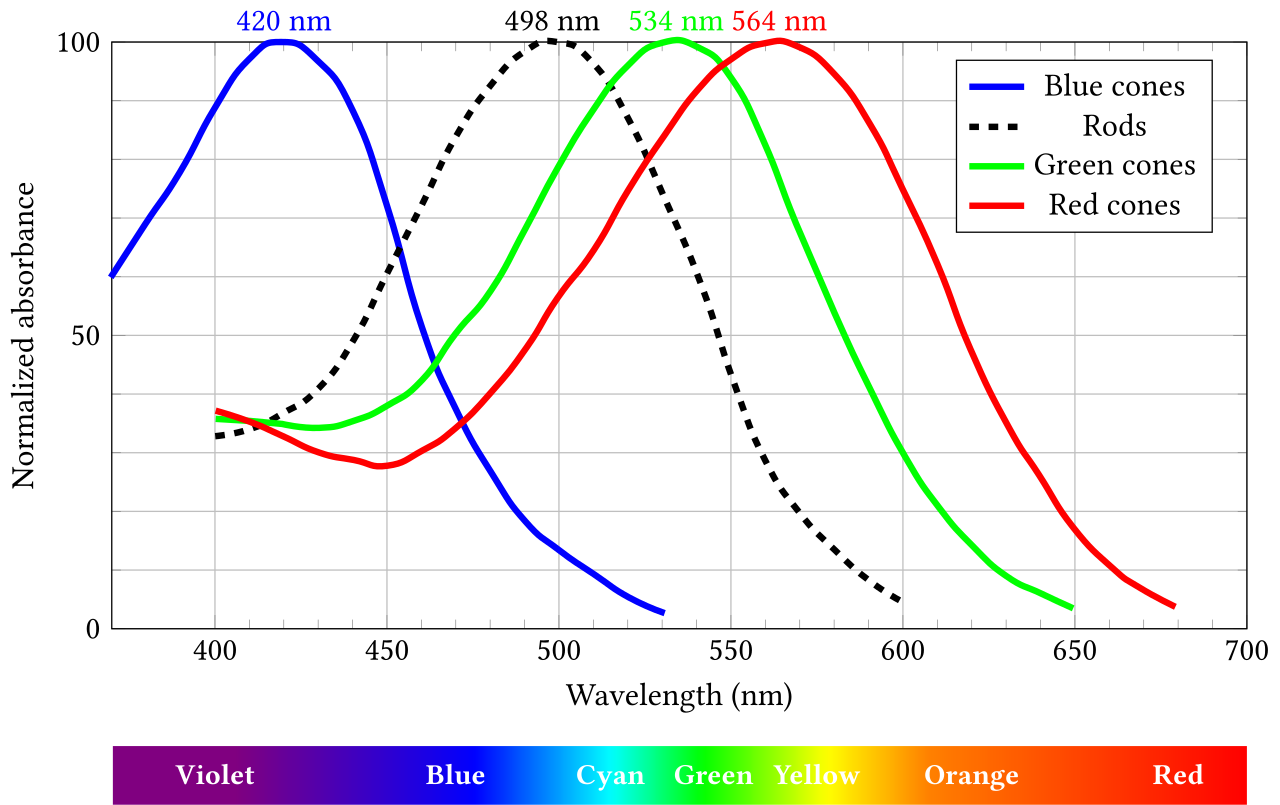 420 nm 498 nm 534 nm 564 nm
100
50
0
Normalized absorbance
Blue cones
Rods
Green cones
Red cones
400 450 500 550 600 650 700
Wavelength (nm)
Violet Blue Cyan Green Yellow Orange Red